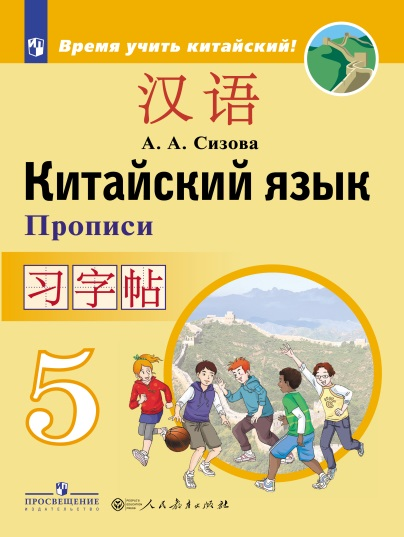 Время учить китайский!
汉语
А. А. Сизова
Китайский язык
Прописи
习字帖
5
ПРОСВЕЩЕНИЕ
ИЗДАТЕЛЬСТВО
人民教育出版社